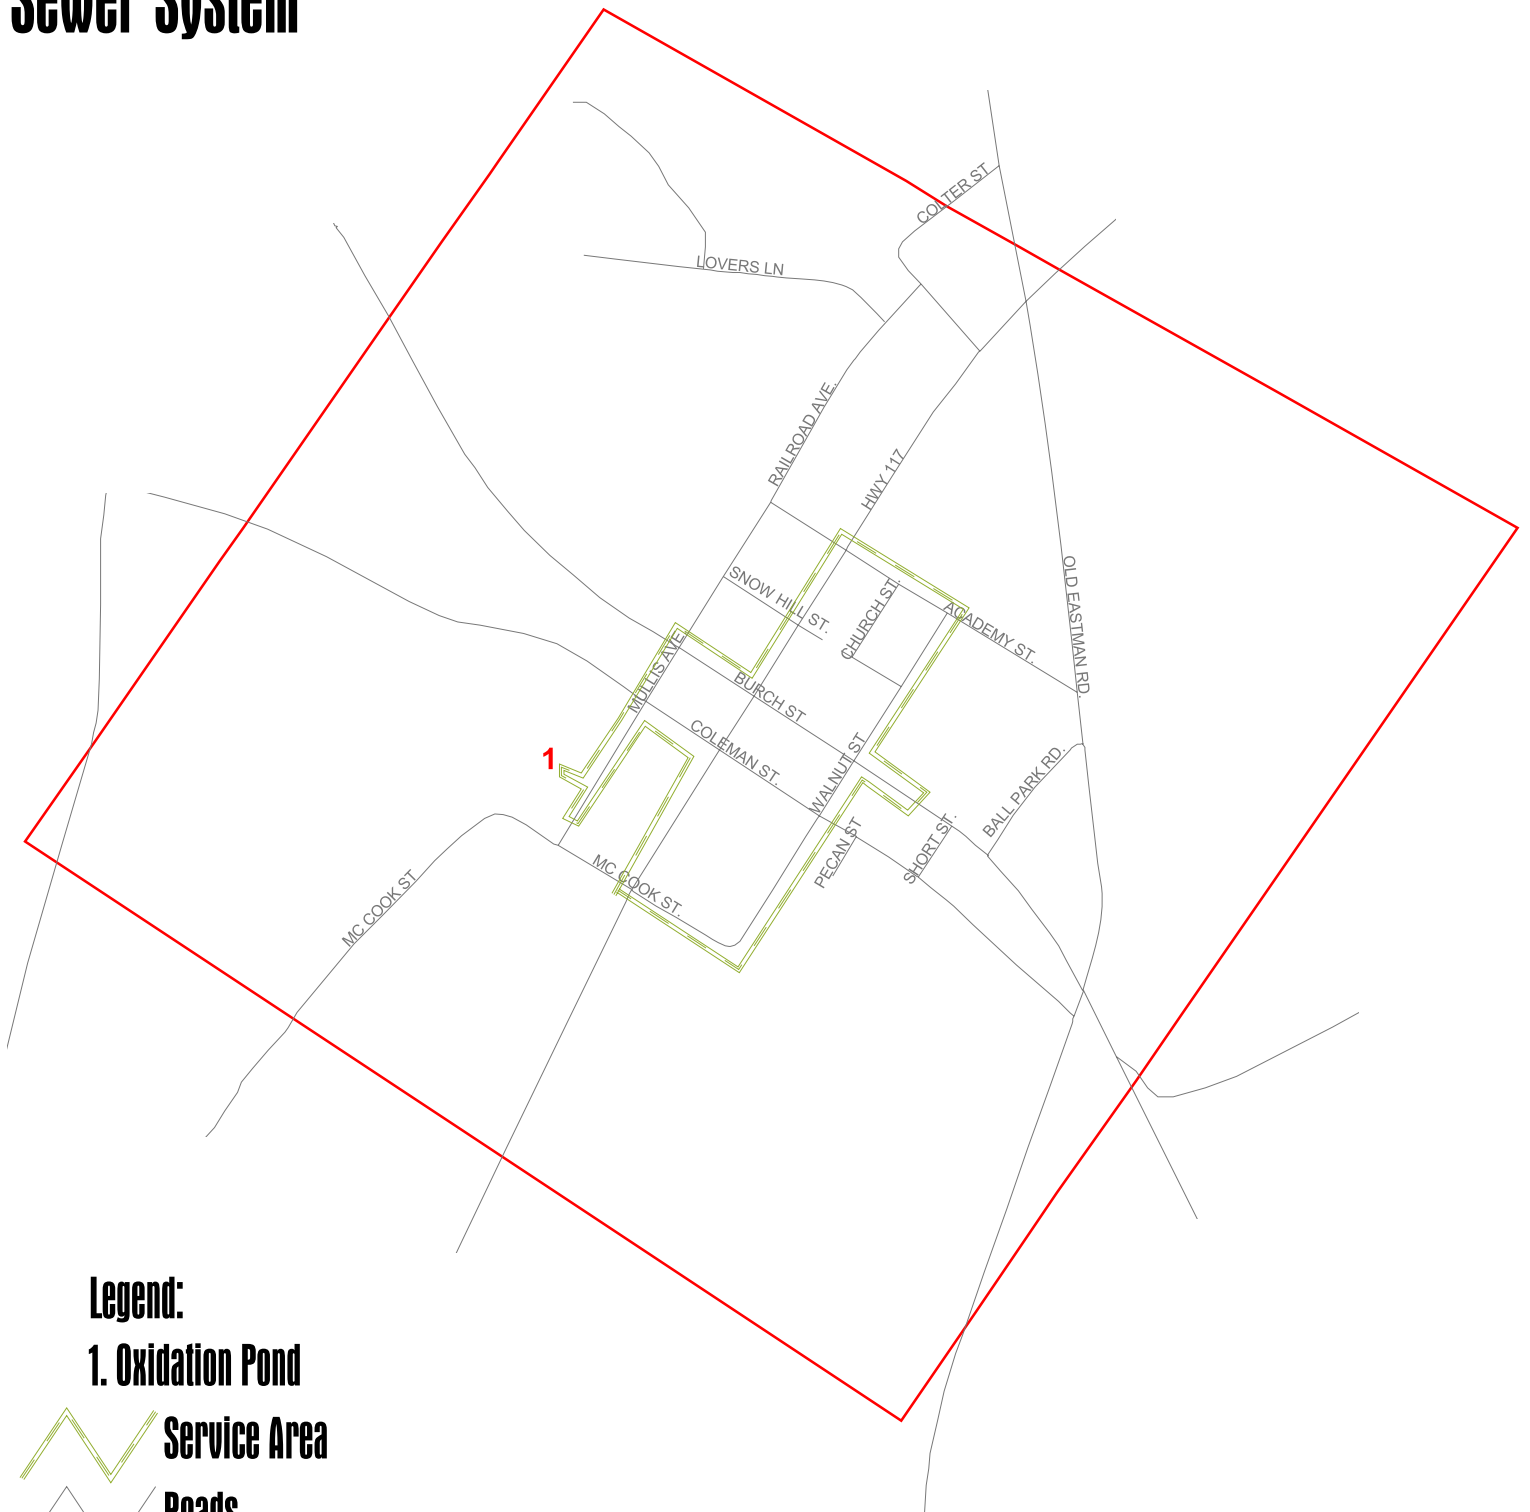 Sewer System
COLTER ST
LOVERS LN
RAILROAD AVE.
HWY 117
OLD EASTMAN RD.
SNOW HILL ST.
CHURCH ST.
ACADEMY ST.
MULLIS AVE.
BURCH ST
COLEMAN ST.
WALNUT ST
1
BALL PARK RD.
PECAN ST
SHORT ST.
MC COOK ST
MC COOK ST.
Legend:
1. Oxidation Pond
Service Area
Roads